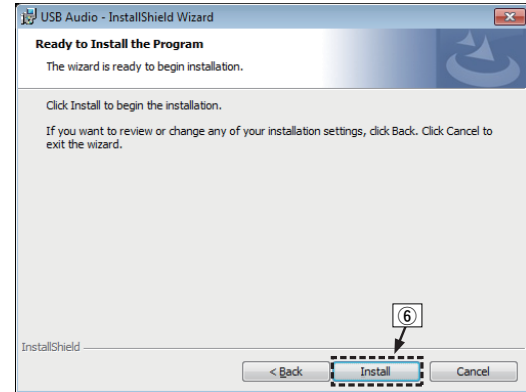 USB Audio - InstallShield Wizard
Ready to Install the Program
The wizard is ready to begin installation.
Click Install to begin the installation.
If you want to review or change any of your installation settings, click Back. Click Cancel to
exit the wizard.
⑥
InstallShield
< Back Install Cancel